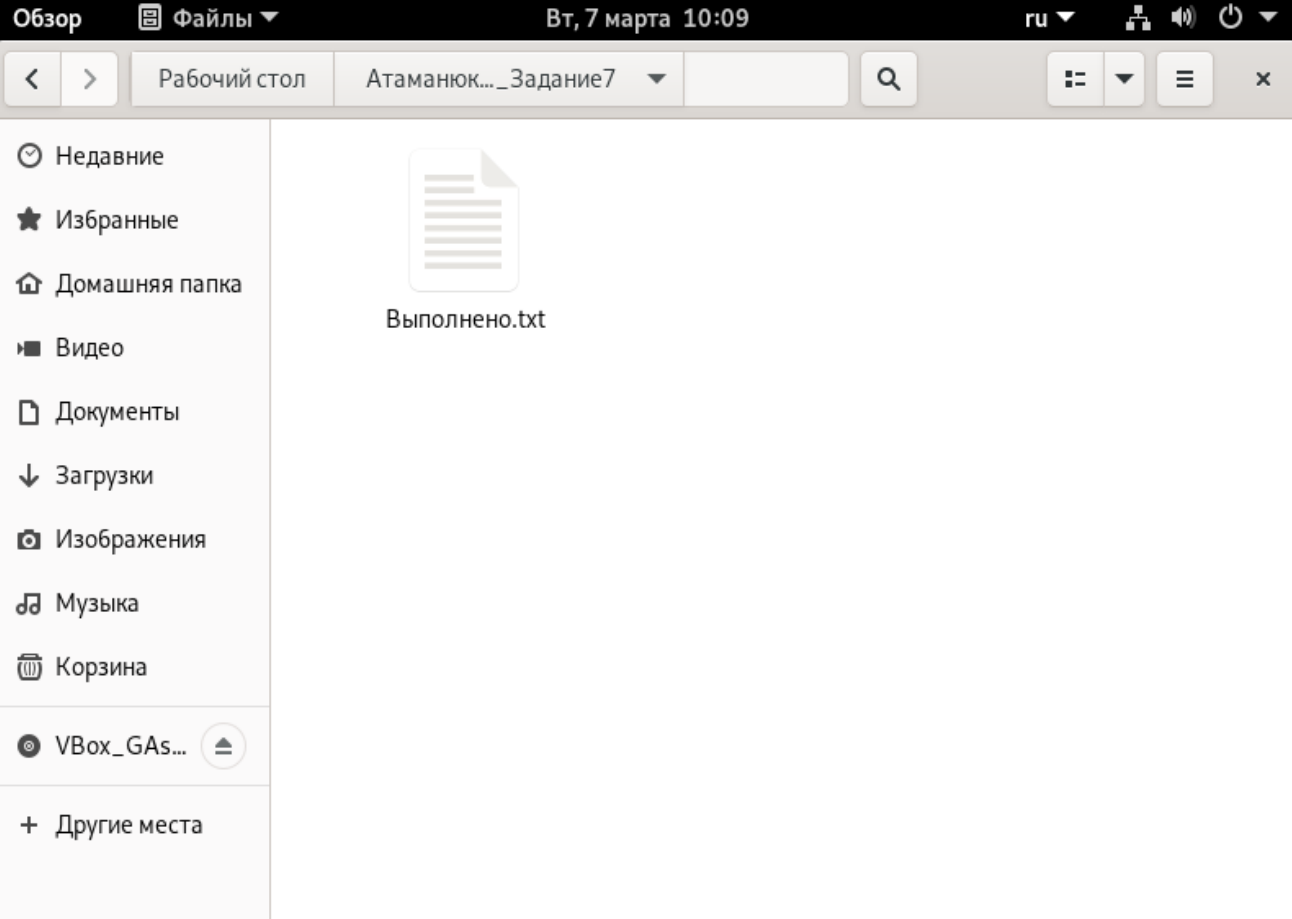 Обзор Файлы Вт, 7 марта 10:09 ru
Рабочий стол Атаманюк..._Задание7
Недавние
Избранные
Домашняя папка
Видео
Документы
Загрузки
Изображения
Музыка
Корзина
VBox_GAs...
Другие места
Выполнено.txt